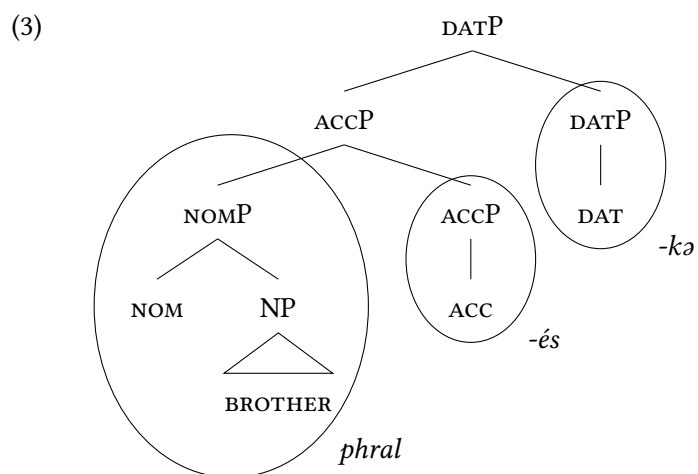 (3)
DATP
ACCP DATP
NOMP ACCP DAT
-kə
NOM NP ACC
-és
BROTHER
phral